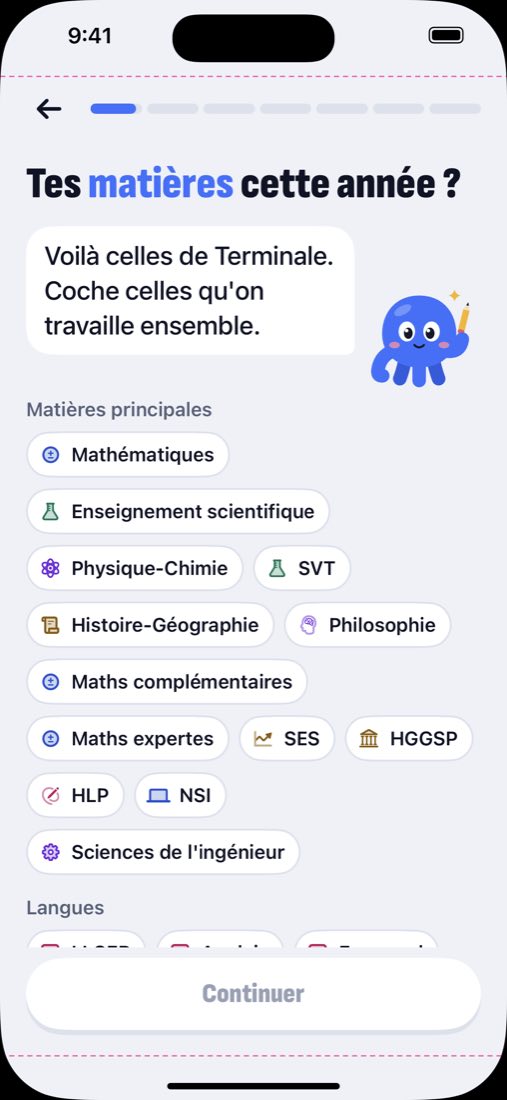 9:41
Tes matières cette année ?
Voilà celles de Terminale.
Coche celles qu'on
travaille ensemble.
Matières principales
Mathématiques
Enseignement scientifique
Physique-Chimie SVT
Histoire-Géographie Philosophie
Maths complémentaires
Maths expertes SES HGGSP
HLP NSI
Sciences de l'ingénieur
Langues
Continuer